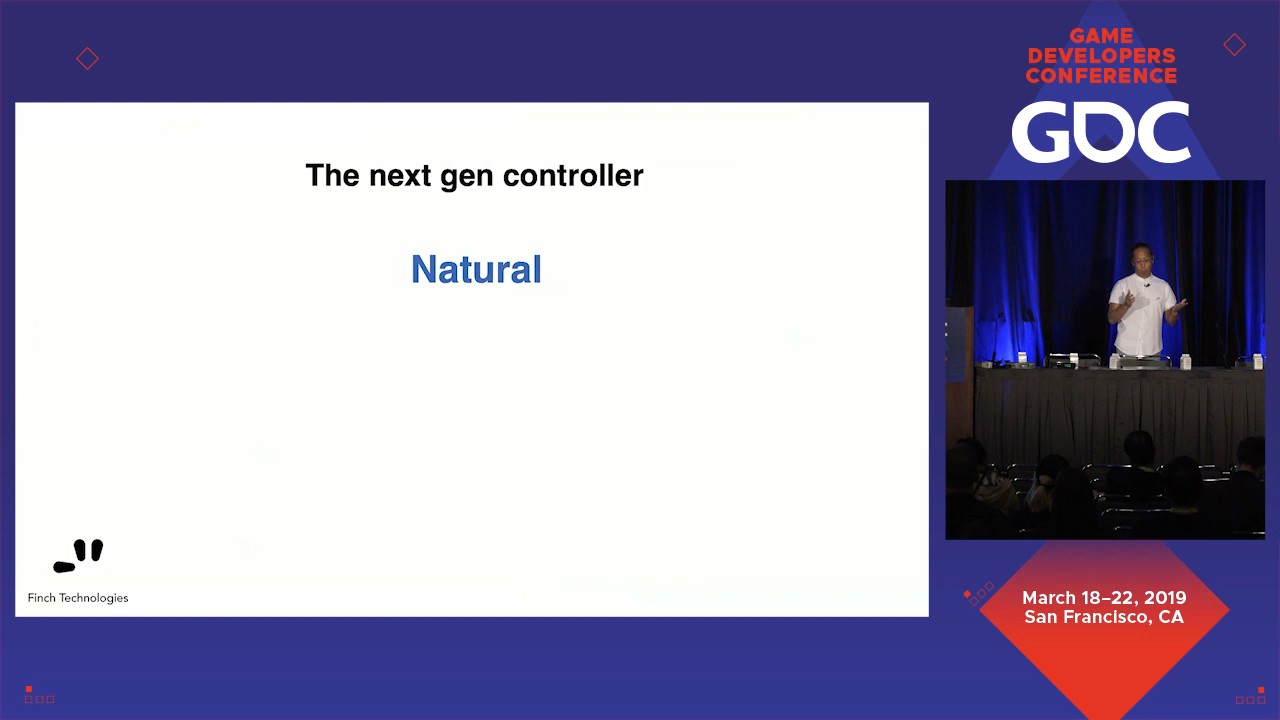 GAME
DEVELOPERS
CONFERENCE
GDC
The next gen controller
Natural
Finch Technologies
March 18–22, 2019
San Francisco, CA